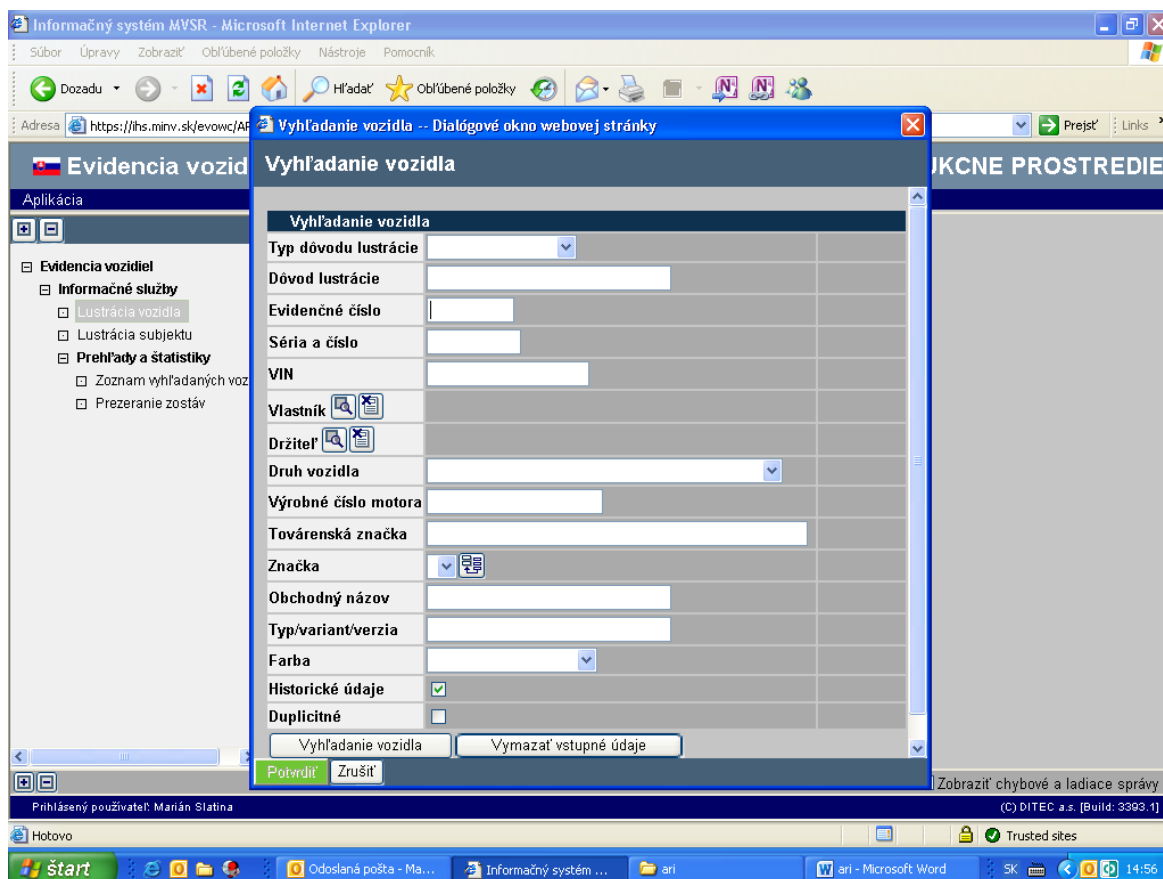 Informačný systém MVSR - Microsoft Internet Explorer
Súbor Úpravy Zobraziť Obľúbené položky Nástroje Pomocník
Dozadu Hľadať Obľúbené položky
Adresa https://ihs.minv.sk/evowc/AP Prejsť Links
Vyhľadanie vozidla -- Dialógové okno webovej stránky
Evidencia vozid
Vyhľadanie vozidla
UKCNE PROSTREDIE
Aplikácia
Vyhľadanie vozidla
Typ dôvodu lustrácie
Dôvod lustrácie
Evidenčné číslo
Séria a číslo
VIN
Vlastník
Držiteľ
Druh vozidla
Výrobné číslo motora
Továrenská značka
Značka
Obchodný názov
Typ/variant/verzia
Farba
Historické údaje
Duplicitné
Vyhľadanie vozidla Vymazať vstupné údaje
Potvrdiť Zrušiť
Evidencia vozidiel
Informačné služby
Lustrácia vozidla
Lustrácia subjektu
Prehľady a štatistiky
Zoznam vyhľadaných voz
Prezeranie zostáv
Zobraziť chybové a ladiace správy
Prihlásený používateľ: Marián Slatina (C) DITEC a.s. [Build: 3393.1]
Hotovo Trusted sites
štart Odoslaná pošta - Ma... Informačný systém ... ari ari - Microsoft Word SK 14:56